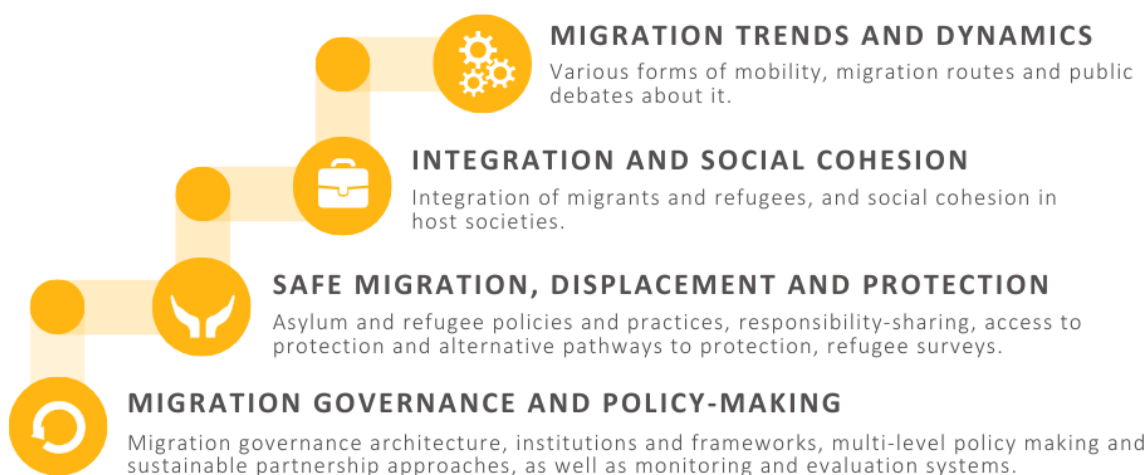 MIGRATION TRENDS AND DYNAMICS
Various forms of mobility, migration routes and public
debates about it.
INTEGRATION AND SOCIAL COHESION
Integration of migrants and refugees, and social cohesion in
host societies.
SAFE MIGRATION, DISPLACEMENT AND PROTECTION
Asylum and refugee policies and practices, responsibility-sharing, access to
protection and alternative pathways to protection, refugee surveys.
MIGRATION GOVERNANCE AND POLICY-MAKING
Migration governance architecture, institutions and frameworks, multi-level policy making and
sustainable partnership approaches, as well as monitoring and evaluation systems.